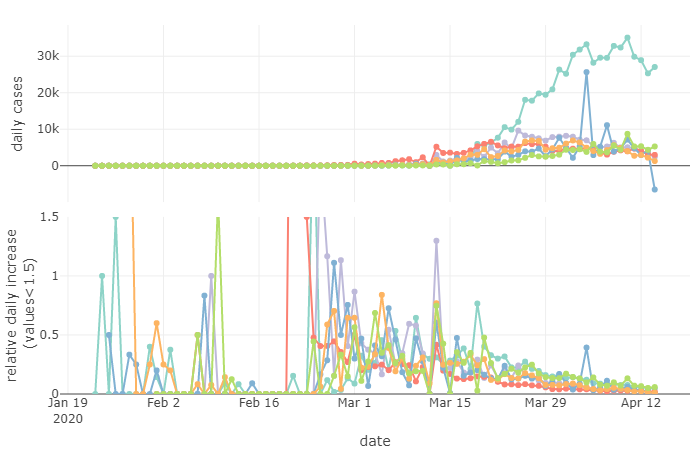 30k
20k
10k
0
daily cases
1.5
1
0.5
0
relative daily increase
(values<1.5)
Jan 19
2020
Feb 2
Feb 16
Mar 1
Mar 15
Mar 29
Apr 12
date